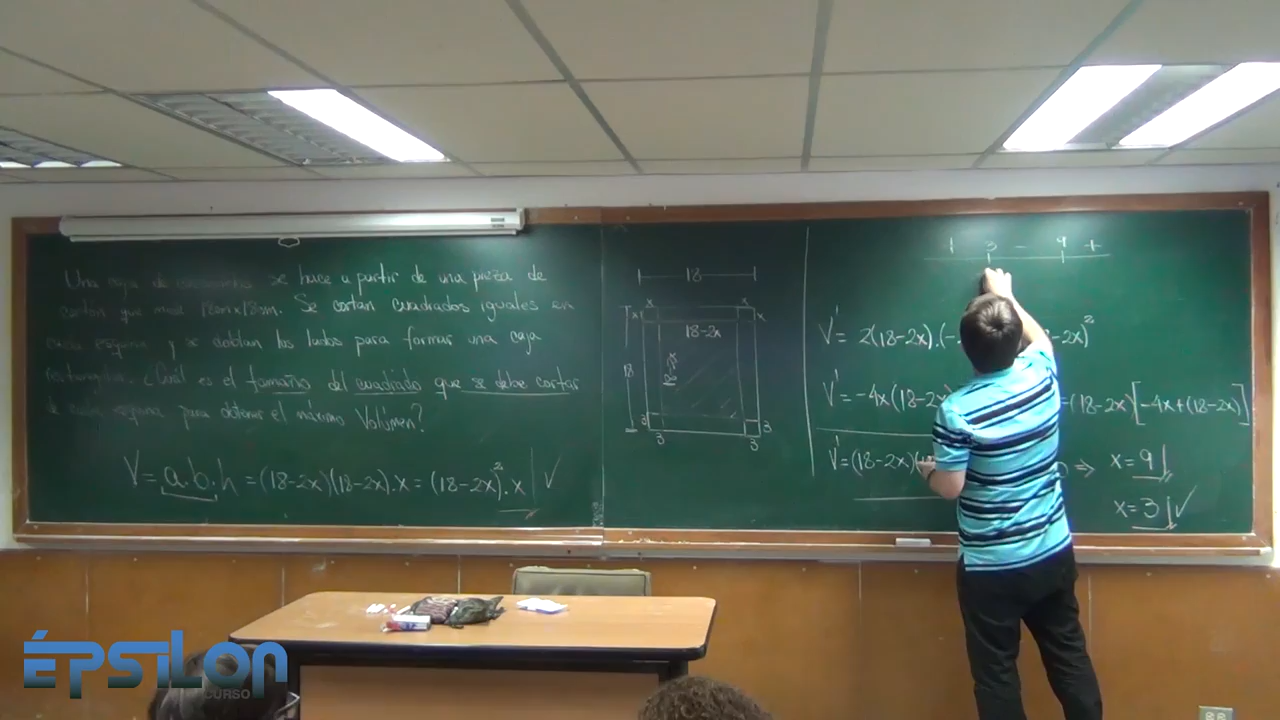 Una caja de se hace a partir de una pieza de
cartón que mide 18cm x 18cm. Se cortan cuadrados iguales en
cada esquina y se doblan los lados para formar una caja
rectangular. ¿Cuál es el tamaño del cuadrado que se debe cortar
de cada esquina para obtener el máximo Volúmen?
V = a.b.h = (18-2x)(18-2x).x = (18-2x)².x ✓
18
x x
x x
18-2x
18
x
3 3
3 3
3 - 9 +
V' = 2(18-2x).(- -2x)²
V' = -4x(18-2x) =(18-2x)[-4x+(18-2x)]
V' = (18-2x)( 0 ⇒ x = 9
x = 3 ✓
ÉPSILON
CURSO